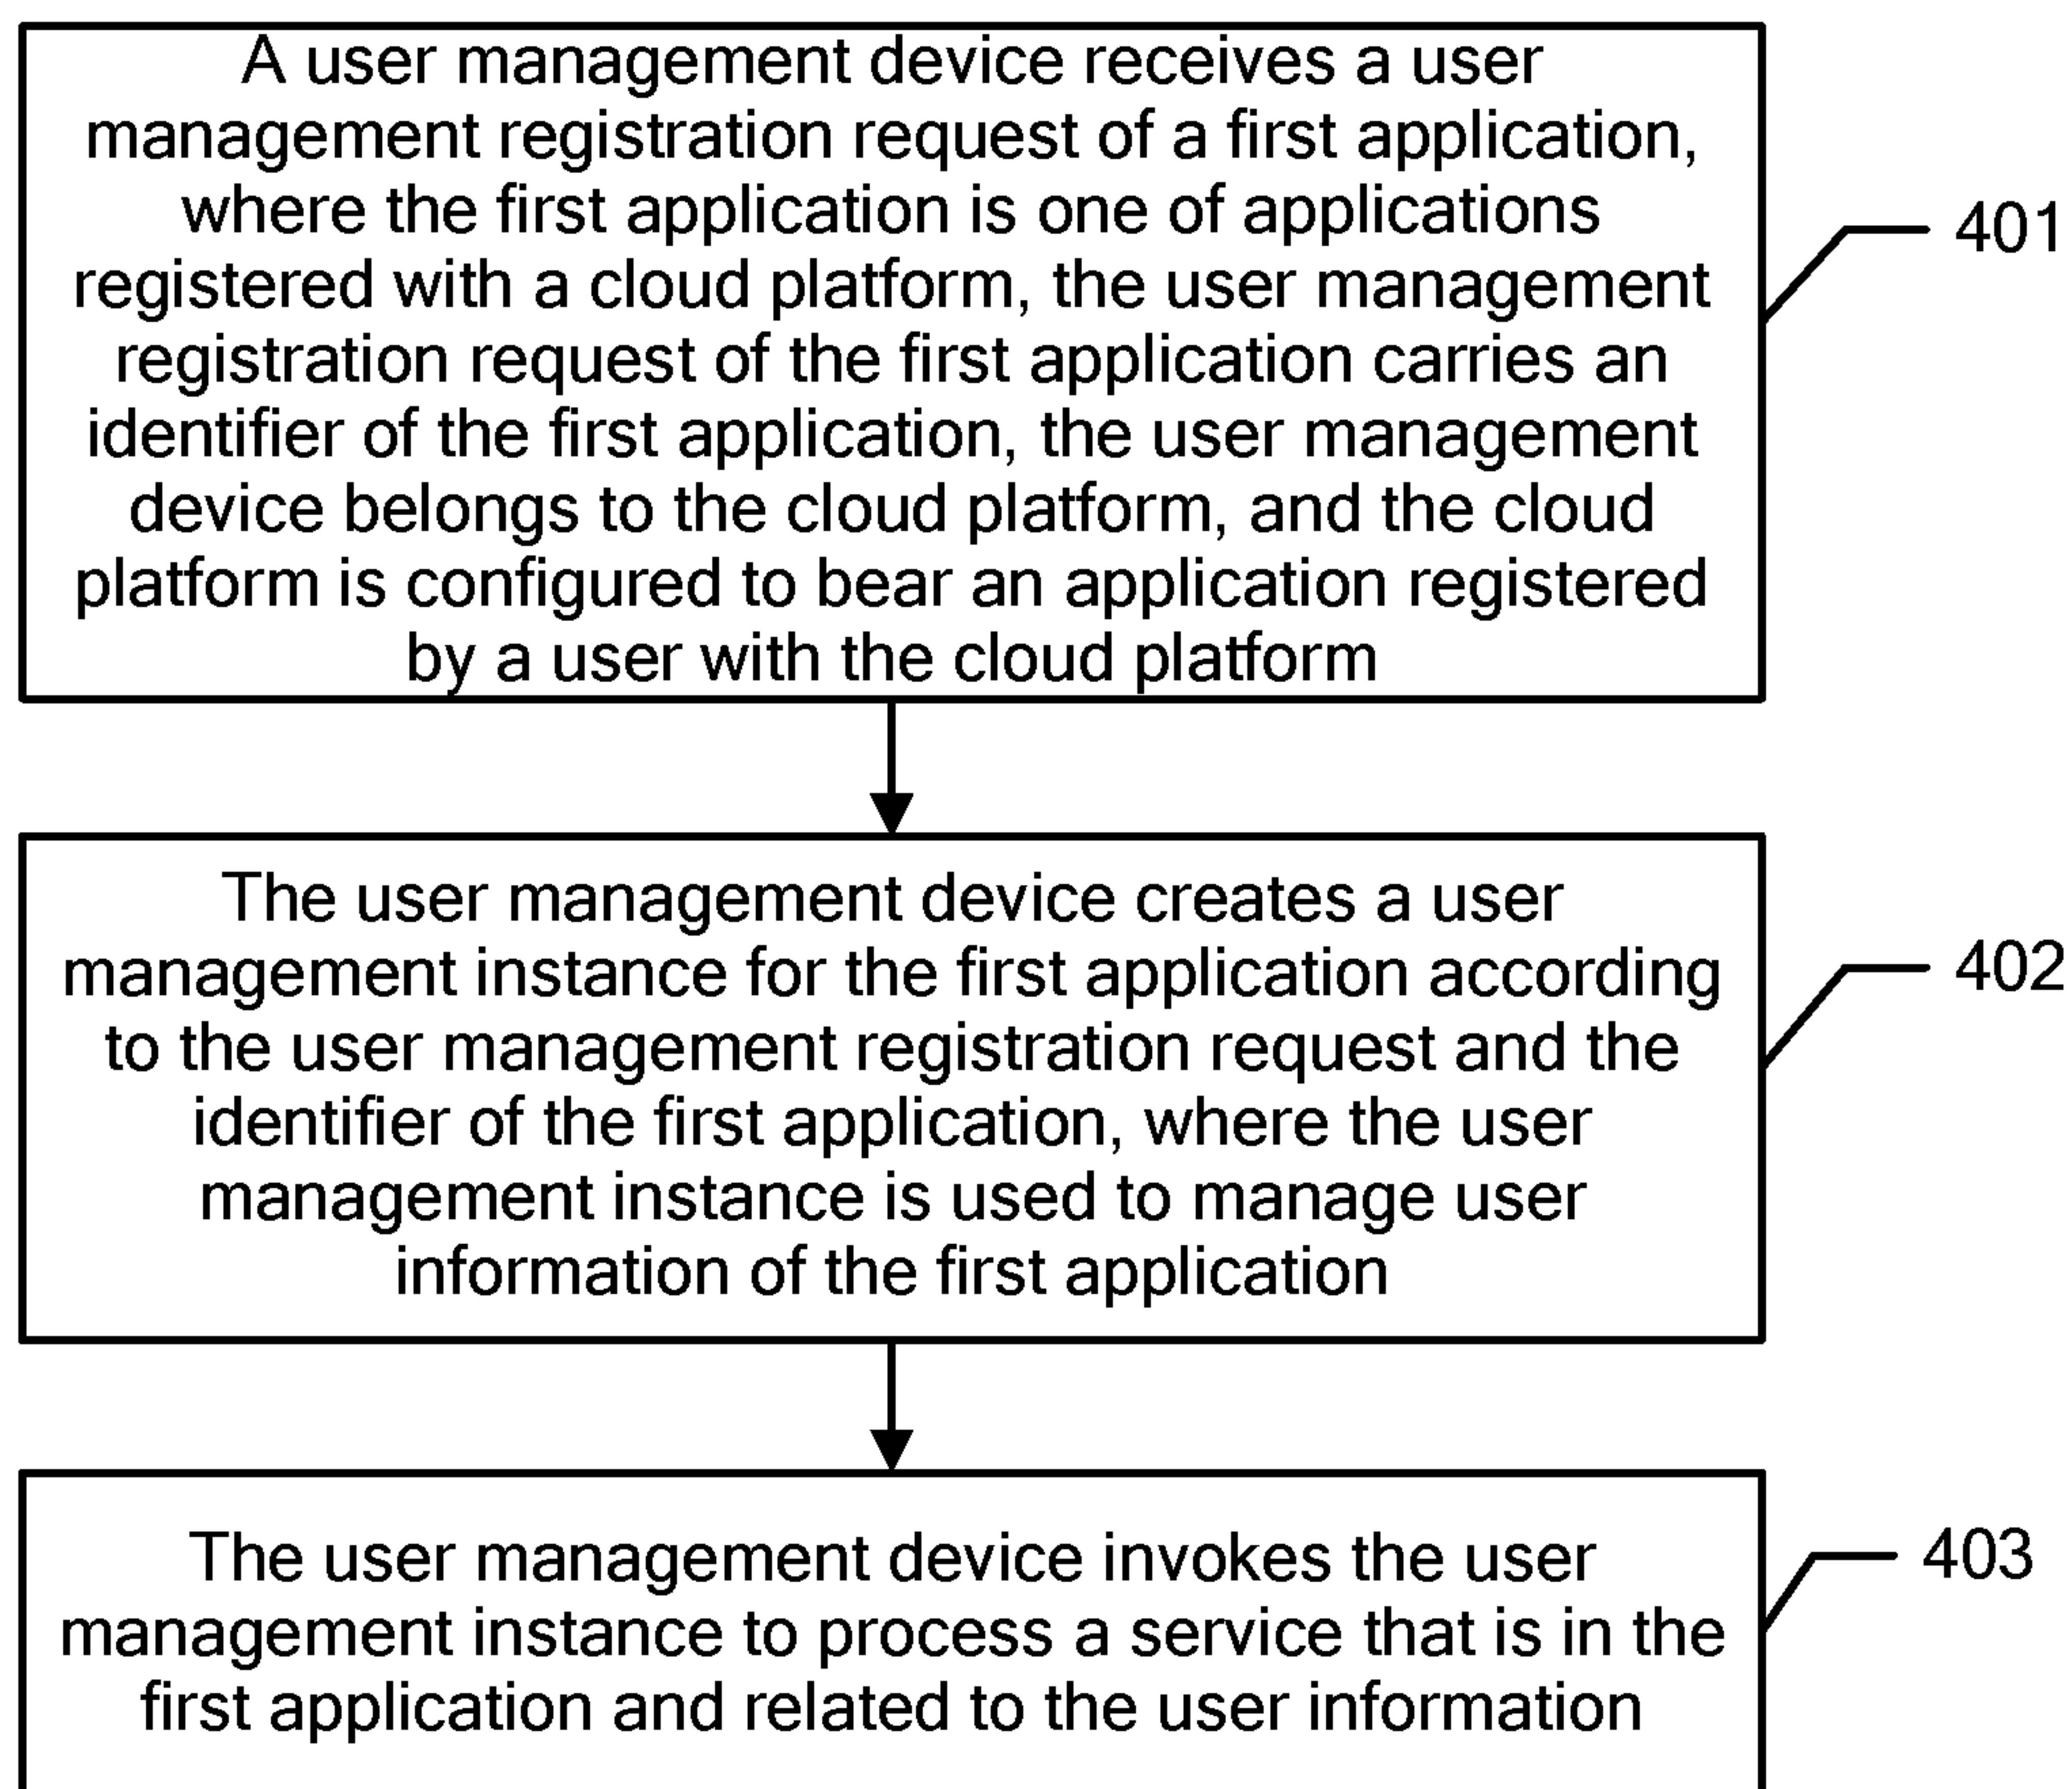 A user management device receives a user
management registration request of a first application,
where the first application is one of applications
registered with a cloud platform, the user management
registration request of the first application carries an
identifier of the first application, the user management
device belongs to the cloud platform, and the cloud
platform is configured to bear an application registered
by a user with the cloud platform
401
The user management device creates a user
management instance for the first application according
to the user management registration request and the
identifier of the first application, where the user
management instance is used to manage user
information of the first application
402
The user management device invokes the user
management instance to process a service that is in the
first application and related to the user information
403